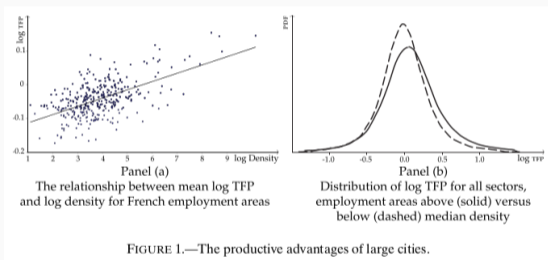 log TFP
0.1
0
-0.1
-0.2
1 2 3 4 5 6 7 8 9 log Density
Panel (a)
The relationship between mean log TFP
and log density for French employment areas
PDF
-1.0 -0.5 0.0 0.5 1.0 log TFP
Panel (b)
Distribution of log TFP for all sectors,
employment areas above (solid) versus
below (dashed) median density
FIGURE 1.—The productive advantages of large cities.